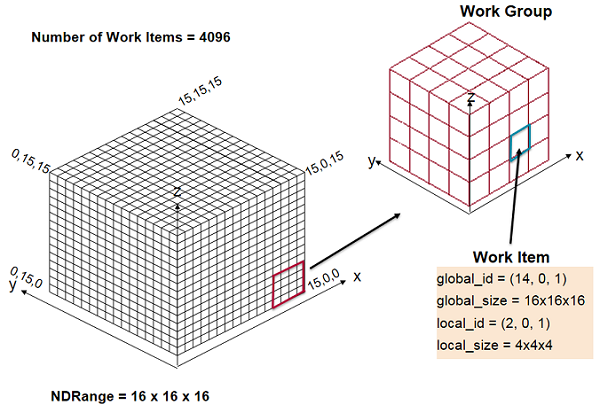 Work Group
Number of Work Items = 4096
15,15,15
0,15,15
15,0,15
z
z
y
x
0,15,0
y
15,0,0
x
Work Item
global_id = (14, 0, 1)
global_size = 16x16x16
local_id = (2, 0, 1)
local_size = 4x4x4
NDRange = 16 x 16 x 16